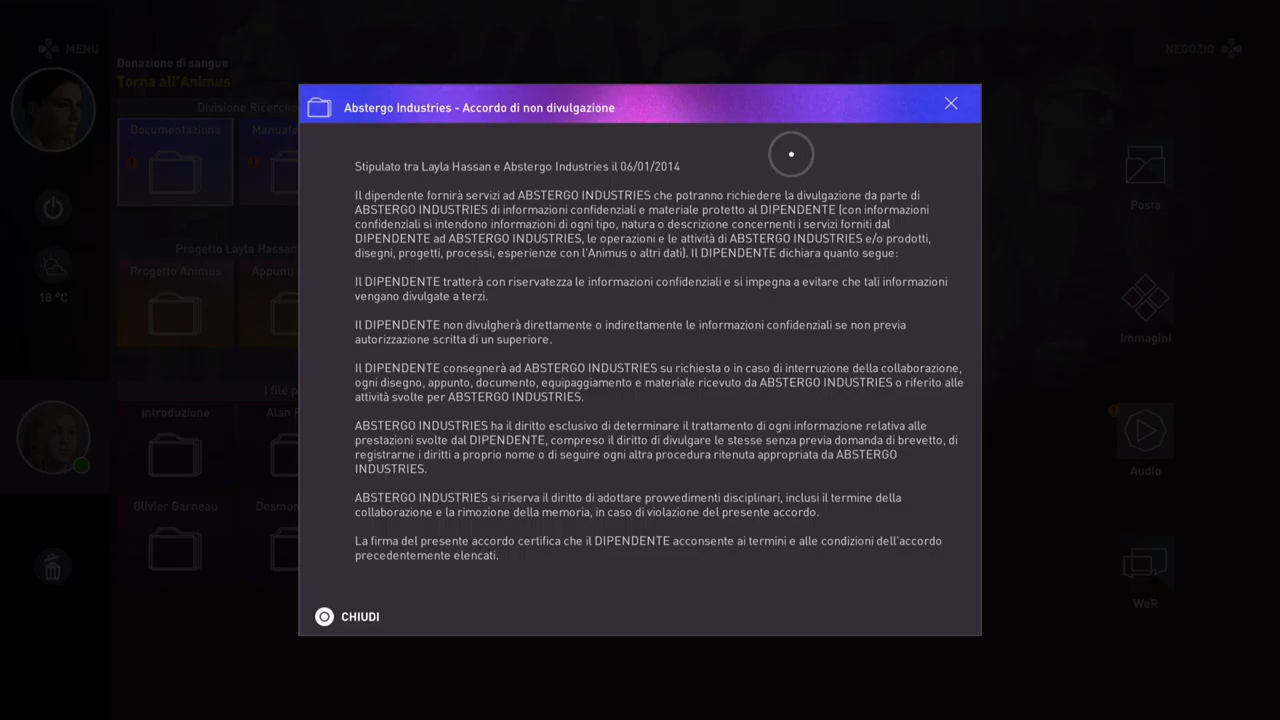 MENU
NEGOZIO
Donazione di sangue
Torna all'Animus
Divisione Ricerche
Documentazione
Manuale
Progetto Layla Hassan
Progetto Animus
Appunti
18 °C
I file p
Introduzione
Alan
Olivier Garneau
Desmo
Abstergo Industries - Accordo di non divulgazione
Stipulato tra Layla Hassan e Abstergo Industries il 06/01/2014
Il dipendente fornirà servizi ad ABSTERGO INDUSTRIES che potranno richiedere la divulgazione da parte di
ABSTERGO INDUSTRIES di informazioni confidenziali e materiale protetto al DIPENDENTE (con informazioni
confidenziali si intendono informazioni di ogni tipo, natura o descrizione concernenti i servizi forniti dal
DIPENDENTE ad ABSTERGO INDUSTRIES, le operazioni e le attività di ABSTERGO INDUSTRIES e/o prodotti,
disegni, progetti, processi, esperienze con l'Animus o altri dati). Il DIPENDENTE dichiara quanto segue:
Il DIPENDENTE tratterà con riservatezza le informazioni confidenziali e si impegna a evitare che tali informazioni
vengano divulgate a terzi.
Il DIPENDENTE non divulgherà direttamente o indirettamente le informazioni confidenziali se non previa
autorizzazione scritta di un superiore.
Il DIPENDENTE consegnerà ad ABSTERGO INDUSTRIES su richiesta o in caso di interruzione della collaborazione,
ogni disegno, appunto, documento, equipaggiamento e materiale ricevuto da ABSTERGO INDUSTRIES o riferito alle
attività svolte per ABSTERGO INDUSTRIES.
ABSTERGO INDUSTRIES ha il diritto esclusivo di determinare il trattamento di ogni informazione relativa alle
prestazioni svolte dal DIPENDENTE, compreso il diritto di divulgare le stesse senza previa domanda di brevetto, di
registrarne i diritti a proprio nome o di seguire ogni altra procedura ritenuta appropriata da ABSTERGO
INDUSTRIES.
ABSTERGO INDUSTRIES si riserva il diritto di adottare provvedimenti disciplinari, inclusi il termine della
collaborazione e la rimozione della memoria, in caso di violazione del presente accordo.
La firma del presente accordo certifica che il DIPENDENTE acconsente ai termini e alle condizioni dell'accordo
precedentemente elencati.
CHIUDI
Posta
Immagini
Audio
WeR